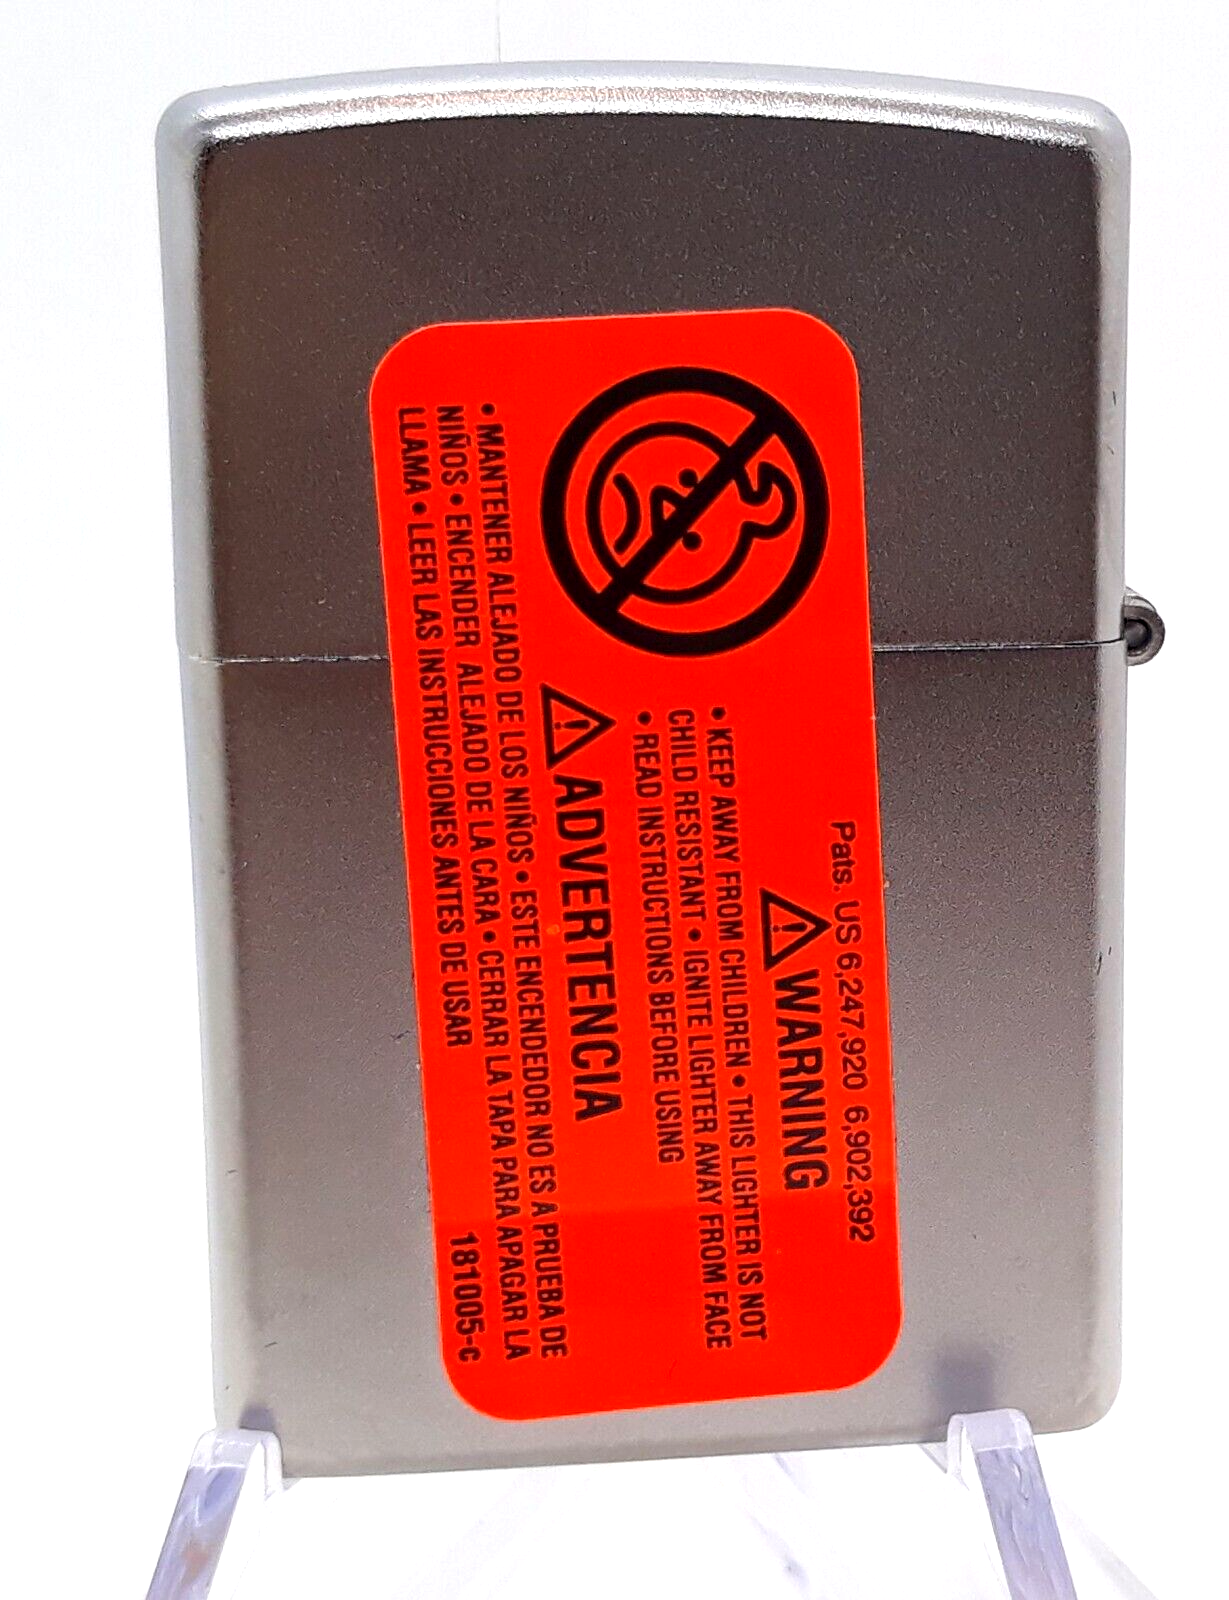 Pats. US 6,247,920 6,902,392
WARNING
• KEEP AWAY FROM CHILDREN • THIS LIGHTER IS NOT
CHILD RESISTANT • IGNITE LIGHTER AWAY FROM FACE
• READ INSTRUCTIONS BEFORE USING
ADVERTENCIA
• MANTENER ALEJADO DE LOS NIÑOS • ESTE ENCENDEDOR NO ES A PRUEBA DE
NIÑOS • ENCENDER ALEJADO DE LA CARA • CERRAR LA TAPA PARA APAGAR LA
LLAMA • LEER LAS INSTRUCCIONES ANTES DE USAR 181005-c